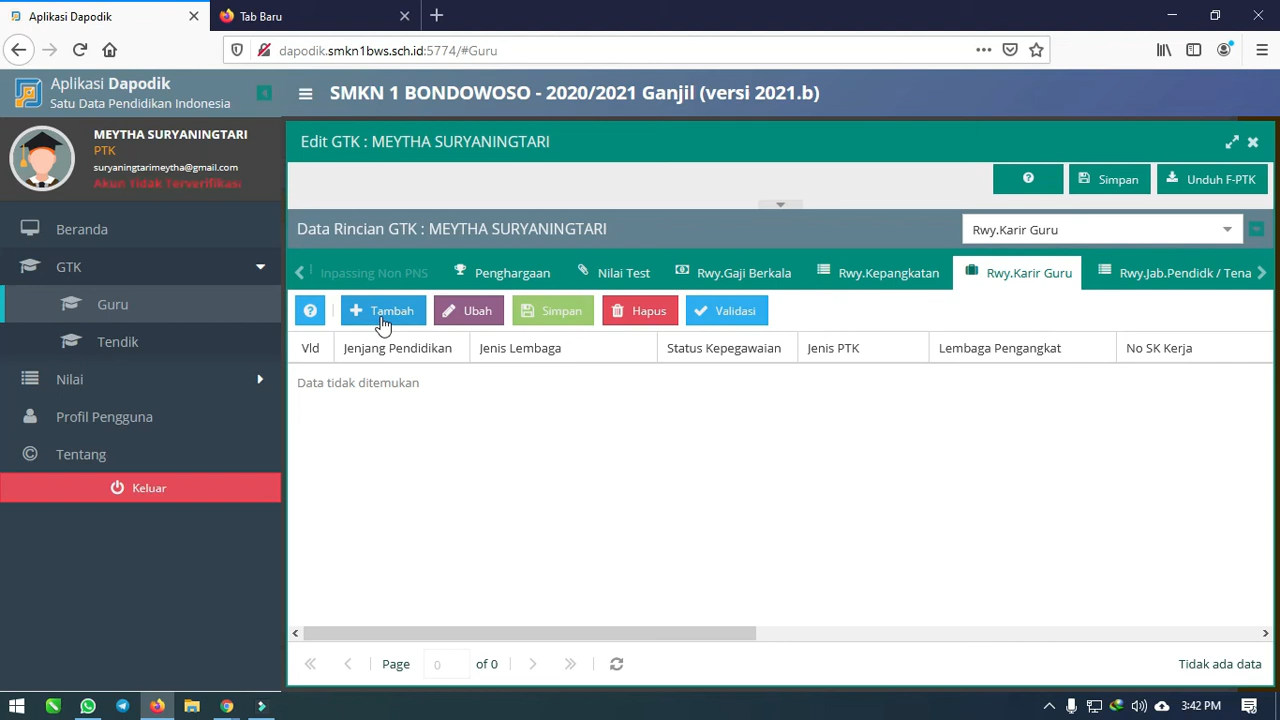 Aplikasi Dapodik
Tab Baru
dapodik.smkn1bws.sch.id:5774/#Guru
Aplikasi Dapodik
Satu Data Pendidikan Indonesia
SMKN 1 BONDOWOSO - 2020/2021 Ganjil (versi 2021.b)
MEYTHA SURYANINGTARI
PTK
suryaningtarimeytha@gmail.com
Akun Tidak Terverifikasi
Beranda
GTK
Guru
Tendik
Nilai
Profil Pengguna
Tentang
Keluar
Edit GTK : MEYTHA SURYANINGTARI
Simpan
Unduh F-PTK
Data Rincian GTK : MEYTHA SURYANINGTARI
Rwy.Karir Guru
Inpassing Non PNS
Penghargaan
Nilai Test
Rwy.Gaji Berkala
Rwy.Kepangkatan
Rwy.Karir Guru
Rwy.Jab.Pendidk / Tena
Tambah
Ubah
Simpan
Hapus
Validasi
Vld
Jenjang Pendidikan
Jenis Lembaga
Status Kepegawaian
Jenis PTK
Lembaga Pengangkat
No SK Kerja
Data tidak ditemukan
Page 0 of 0
Tidak ada data
3:42 PM